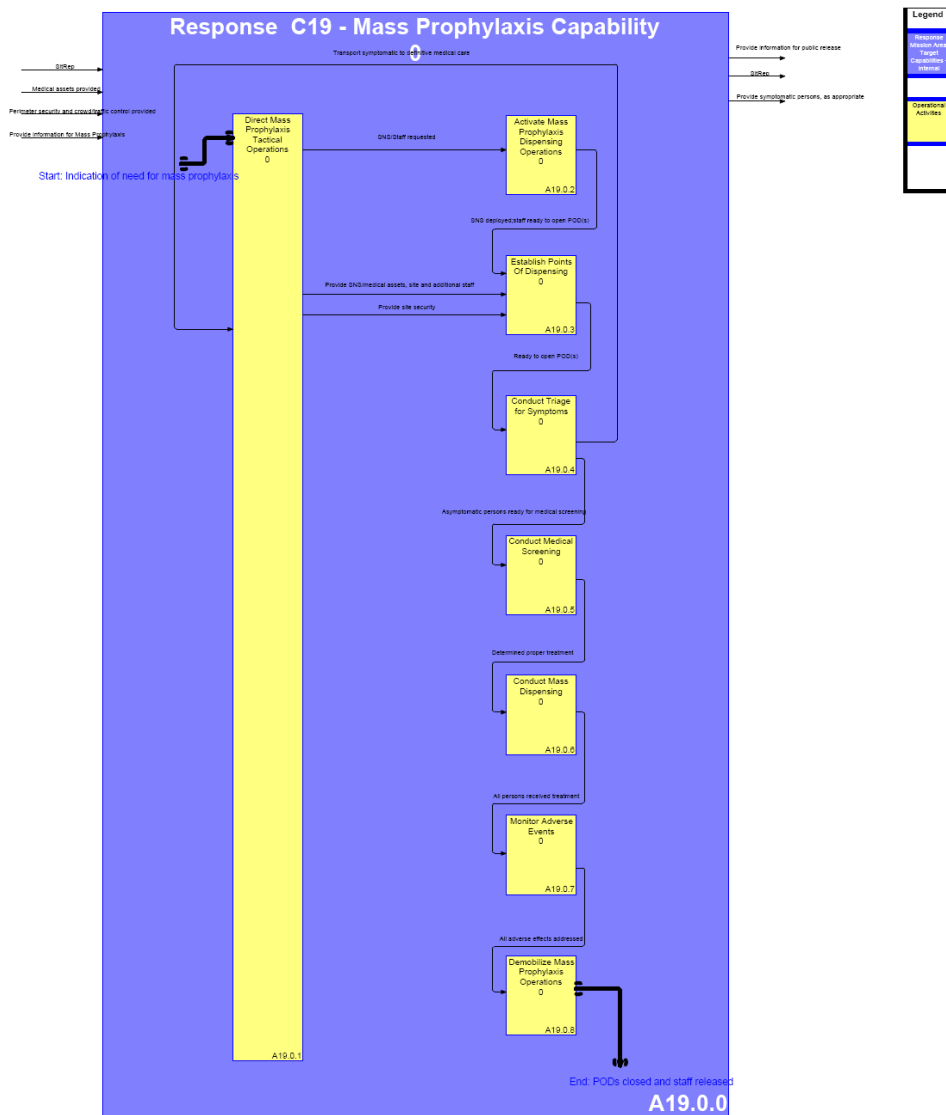 Response C19 - Mass Prophylaxis Capability
0
Legend
Response
Mission Area
Target
Capabilities -
Internal
Operational
Activities
SitRep
Medical assets provided
Perimeter security and crowd/traffic control provided
Provide information for Mass Prophylaxis
Provide information for public release
SitRep
Provide symptomatic persons, as appropriate
Transport symptomatic to definitive medical care
Start: Indication of need for mass prophylaxis
Direct Mass
Prophylaxis
Tactical
Operations
0
A19.0.1
SNS/Staff requested
Activate Mass
Prophylaxis
Dispensing
Operations
0
A19.0.2
SNS deployed;staff ready to open POD(s)
Establish Points
Of Dispensing
0
A19.0.3
Provide SNS/medical assets, site and additional staff
Provide site security
Ready to open POD(s)
Conduct Triage
for Symptoms
0
A19.0.4
Asymptomatic persons ready for medical screening
Conduct Medical
Screening
0
A19.0.5
Determined proper treatment
Conduct Mass
Dispensing
0
A19.0.6
All persons received treatment
Monitor Adverse
Events
0
A19.0.7
All adverse effects addressed
Demobilize Mass
Prophylaxis
Operations
0
A19.0.8
End: PODs closed and staff released
A19.0.0